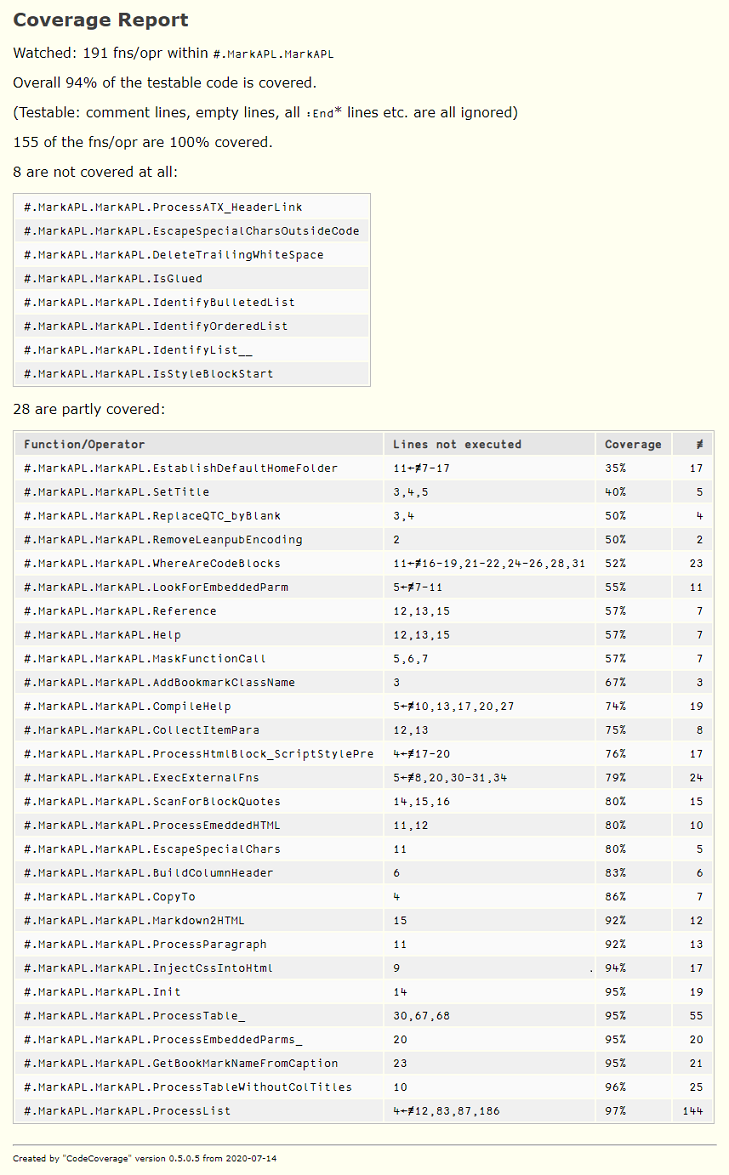 Coverage Report
Watched: 191 fns/opr within #.MarkAPL.MarkAPL
Overall 94% of the testable code is covered.
(Testable: comment lines, empty lines, all :End* lines etc. are all ignored)
155 of the fns/opr are 100% covered.
8 are not covered at all:
#.MarkAPL.MarkAPL.ProcessATX_HeaderLink
#.MarkAPL.MarkAPL.EscapeSpecialCharsOutsideCode
#.MarkAPL.MarkAPL.DeleteTrailingWhiteSpace
#.MarkAPL.MarkAPL.IsGlued
#.MarkAPL.MarkAPL.IdentifyBulletedList
#.MarkAPL.MarkAPL.IdentifyOrderedList
#.MarkAPL.MarkAPL.IdentifyList__
#.MarkAPL.MarkAPL.IsStyleBlockStart
28 are partly covered:
Function/Operator Lines not executed Coverage ≢
#.MarkAPL.MarkAPL.EstablishDefaultHomeFolder 11←≢7-17 35% 17
#.MarkAPL.MarkAPL.SetTitle 3,4,5 40% 5
#.MarkAPL.MarkAPL.ReplaceQTC_byBlank 3,4 50% 4
#.MarkAPL.MarkAPL.RemoveLeanpubEncoding 2 50% 2
#.MarkAPL.MarkAPL.WhereAreCodeBlocks 11←≢16-19,21-22,24-26,28,31 52% 23
#.MarkAPL.MarkAPL.LookForEmbeddedParm 5←≢7-11 55% 11
#.MarkAPL.MarkAPL.Reference 12,13,15 57% 7
#.MarkAPL.MarkAPL.Help 12,13,15 57% 7
#.MarkAPL.MarkAPL.MaskFunctionCall 5,6,7 57% 7
#.MarkAPL.MarkAPL.AddBookmarkClassName 3 67% 3
#.MarkAPL.MarkAPL.CompileHelp 5←≢10,13,17,20,27 74% 19
#.MarkAPL.MarkAPL.CollectItemPara 12,13 75% 8
#.MarkAPL.MarkAPL.ProcessHtmlBlock_ScriptStylePre 4←≢17-20 76% 17
#.MarkAPL.MarkAPL.ExecExternalFns 5←≢8,20,30-31,34 79% 24
#.MarkAPL.MarkAPL.ScanForBlockQuotes 14,15,16 80% 15
#.MarkAPL.MarkAPL.ProcessEmeddedHTML 11,12 80% 10
#.MarkAPL.MarkAPL.EscapeSpecialChars 11 80% 5
#.MarkAPL.MarkAPL.BuildColumnHeader 6 83% 6
#.MarkAPL.MarkAPL.CopyTo 4 86% 7
#.MarkAPL.MarkAPL.Markdown2HTML 15 92% 12
#.MarkAPL.MarkAPL.ProcessParagraph 11 92% 13
#.MarkAPL.MarkAPL.InjectCssIntoHtml 9 . 94% 17
#.MarkAPL.MarkAPL.Init 14 95% 19
#.MarkAPL.MarkAPL.ProcessTable_ 30,67,68 95% 55
#.MarkAPL.MarkAPL.ProcessEmbeddedParms_ 20 95% 20
#.MarkAPL.MarkAPL.GetBookMarkNameFromCaption 23 95% 21
#.MarkAPL.MarkAPL.ProcessTableWithoutColTitles 10 96% 25
#.MarkAPL.MarkAPL.ProcessList 4←≢12,83,87,186 97% 144
Created by "CodeCoverage" version 0.5.0.5 from 2020-07-14